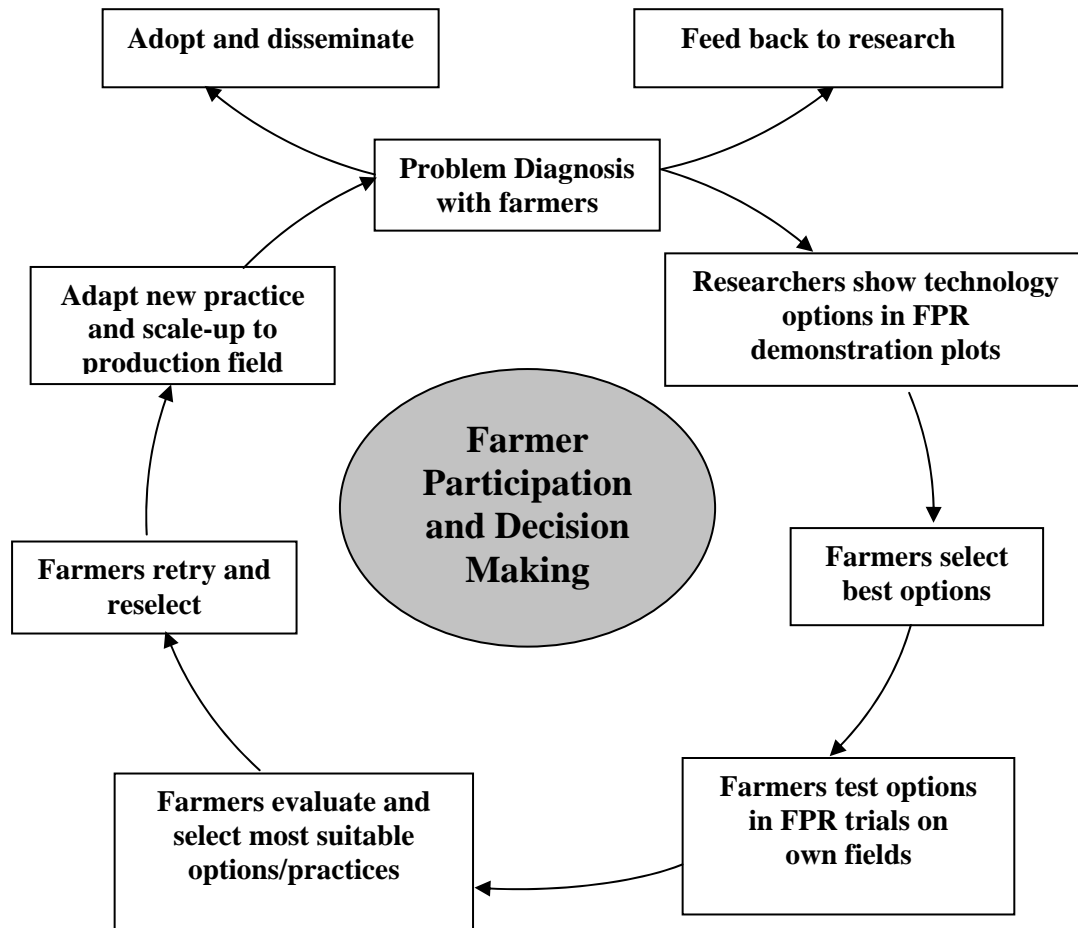 Adopt and disseminate
Feed back to research
Problem Diagnosis
with farmers
Researchers show technology
options in FPR
demonstration plots
Farmers select
best options
Farmers test options
in FPR trials on
own fields
Farmers evaluate and
select most suitable
options/practices
Farmers retry and
reselect
Adapt new practice
and scale-up to
production field
Farmer
Participation
and Decision
Making